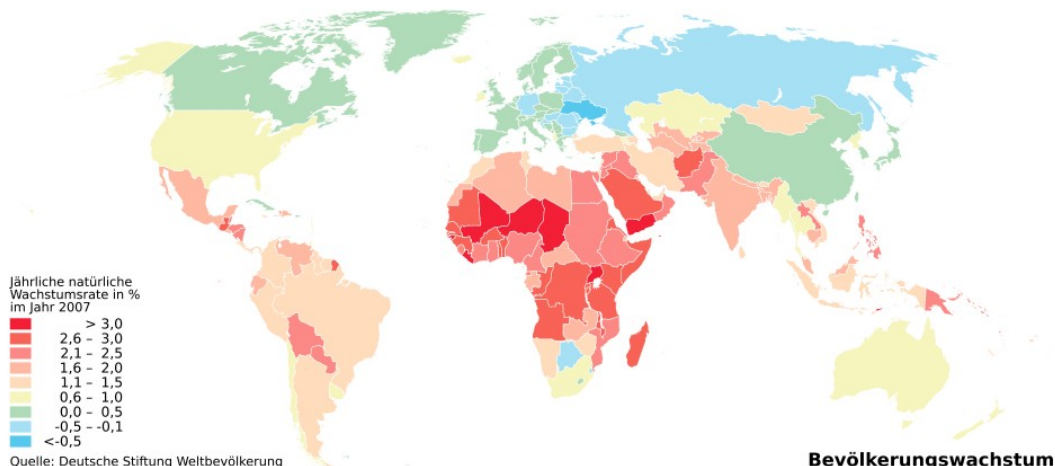 Jährliche natürliche
Wachstumsrate in %
im Jahr 2007
> 3,0
2,6 – 3,0
2,1 – 2,5
1,6 – 2,0
1,1 – 1,5
0,6 – 1,0
0,0 – 0,5
-0,5 – -0,1
<-0,5
Quelle: Deutsche Stiftung Weltbevölkerung
Bevölkerungswachstum